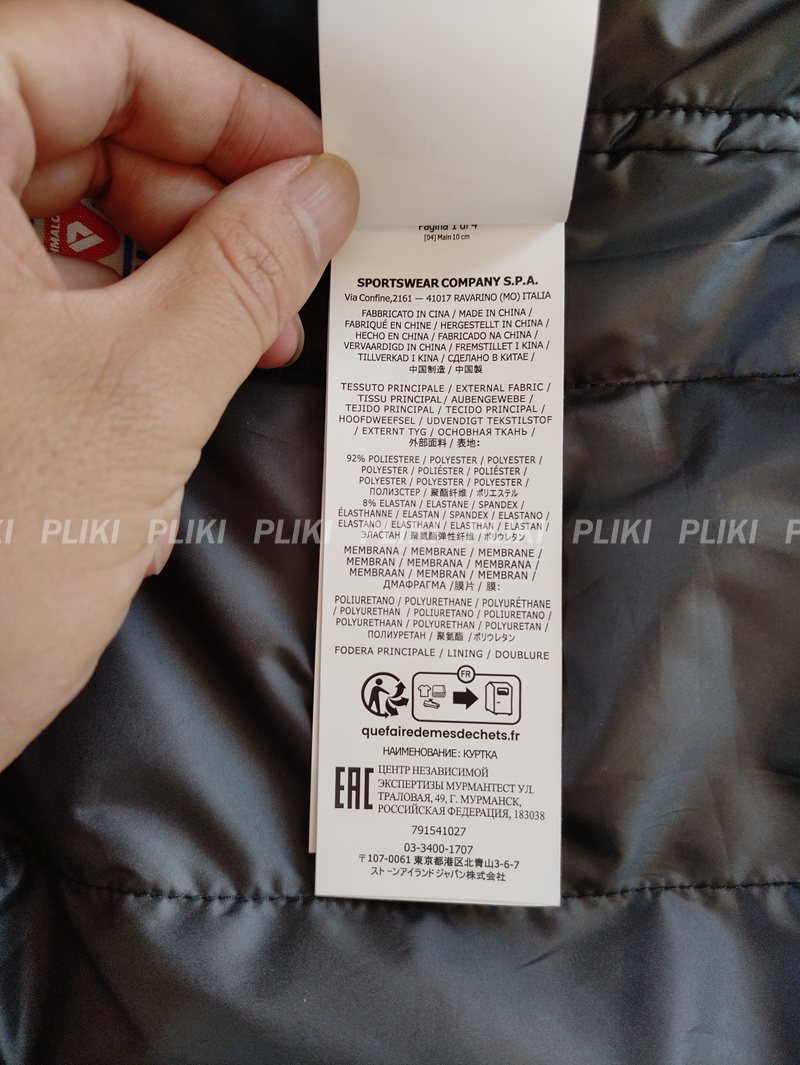 Pagina 1 di 4
[04] Main 10 cm
SPORTSWEAR COMPANY S.P.A.
Via Confine,2161 — 41017 RAVARINO (MO) ITALIA
FABBRICATO IN CINA / MADE IN CHINA /
FABRIQUÉ EN CHINE / HERGESTELLT IN CHINA /
HECHO EN CHINA / FABRICADO NA CHINA /
VERVAARDIGD IN CHINA / FREMSTILLET I KINA /
TILLVERKAD I KINA / СДЕЛАНО В КИТАЕ /
中国制造 / 中国製
TESSUTO PRINCIPALE / EXTERNAL FABRIC /
TISSU PRINCIPAL / AUBENGEWEBE /
TEJIDO PRINCIPAL / TECIDO PRINCIPAL /
HOOFDWEEFSEL / UDVENDIGT TEKSTILSTOF
/ EXTERNT TYG / ОСНОВНАЯ ТКАНЬ /
外部面料 / 表地:
92% POLIESTERE / POLYESTER / POLYESTER /
POLYESTER / POLIÉSTER / POLIÉSTER /
POLYESTER / POLYESTER / POLYESTER /
ПОЛИЭСТЕР / 聚酯纤维 / ポリエステル
8% ELASTAN / ELASTANE / SPANDEX /
ÉLASTHANNE / ELASTAN / SPANDEX / ELASTANO /
ELASTANO / ELASTHAAN / ELASTHAN / ELASTAN /
ЭЛАСТАН / 聚氨酯弹性纤维 / ポリウレタン
MEMBRANA / MEMBRANE / MEMBRANE /
MEMBRAN / MEMBRANA / MEMBRANA /
MEMBRAAN / MEMBRAN / MEMBRAN /
ДМАФРАГМА /膜片 / 膜:
POLIURETANO / POLYURETHANE / POLYURÉTHANE
/ POLYURETHAN / POLIURETANO / POLIURETANO /
POLYURETHAAN / POLYURETHAN / POLYURETAN /
ПОЛИУРЕТАН / 聚氨酯 / ポリウレタン
FODERA PRINCIPALE / LINING / DOUBLURE
FR
quefairedemesdechets.fr
НАИМЕНОВАНИЕ: КУРТКА
EAC
ЦЕНТР НЕЗАВИСИМОЙ
ЭКСПЕРТИЗЫ МУРМАНТЕСТ УЛ.
ТРАЛОВАЯ, 49, Г. МУРМАНСК,
РОССИЙСКАЯ ФЕДЕРАЦИЯ, 183038
791541027
03-3400-1707
〒107-0061 東京都港区北青山3-6-7
ストーンアイランドジャパン株式会社
PLIKI PLIKI PLIKI PLIKI PLIKI PLIKI PLIKI